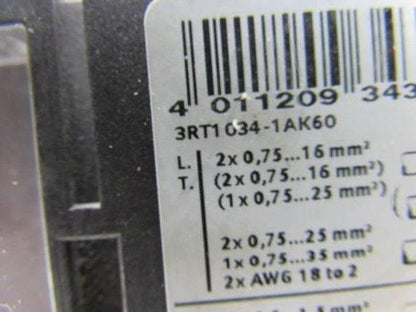 4 011209 343
3RT1034-1AK60
L. 2x 0,75...16 mm²
T. (2x 0,75...16 mm²)
(1x 0,75...25 mm²)
2x 0,75...25 mm²
1x 0,75...35 mm²
2x AWG 18 to 2